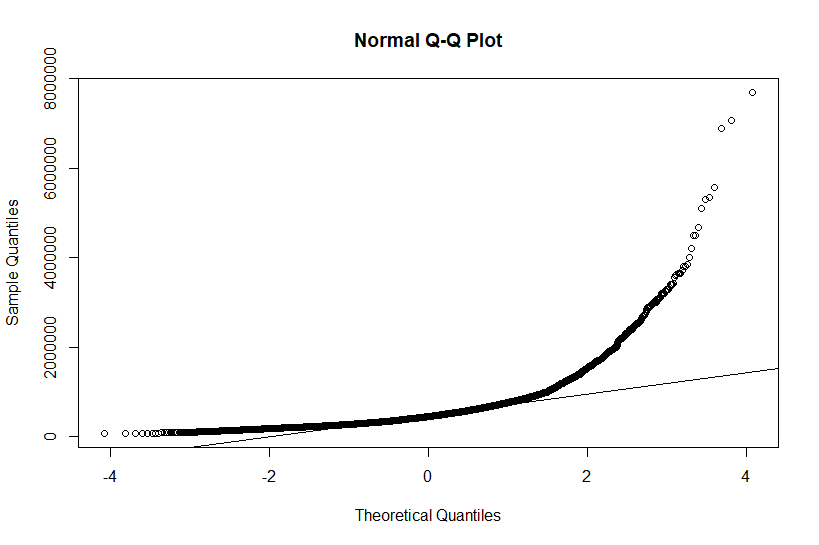 Normal Q-Q Plot
Sample Quantiles
8000000
6000000
4000000
2000000
0
-4 -2 0 2 4
Theoretical Quantiles